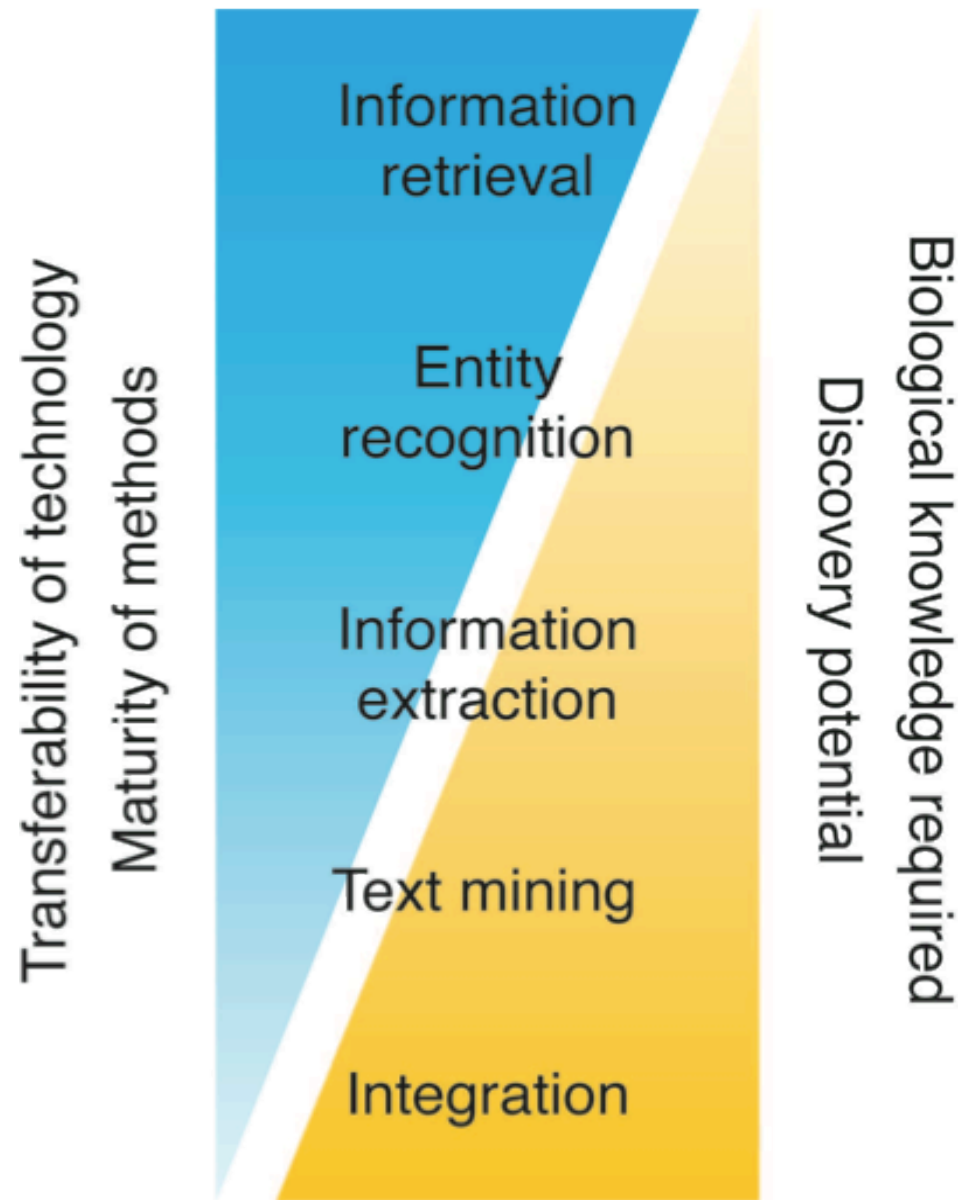 Transferability of technology
Maturity of methods
Information
retrieval
Entity
recognition
Information
extraction
Text mining
Integration
Discovery potential
Biological knowledge required